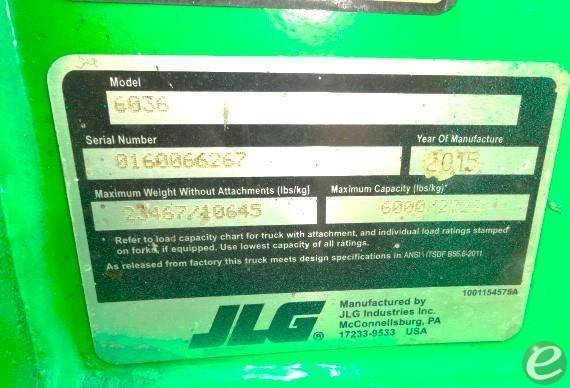 Model
6036
Serial Number
0160066267
Year Of Manufacture
2015
Maximum Weight Without Attachments (lbs/kg)
23467/10645
Maximum Capacity (lbs/kg)*
6000/
* Refer to load capacity chart for truck with attachment, and individual load ratings stamped
on forks, if equipped. Use lowest capacity of all ratings.
As released from factory this truck meets design specifications in ANSI/ITSDF B56.6-2011
1001154575A
JLG®
Manufactured by
JLG Industries Inc.
McConnellsburg, PA
17233-9533 USA
e